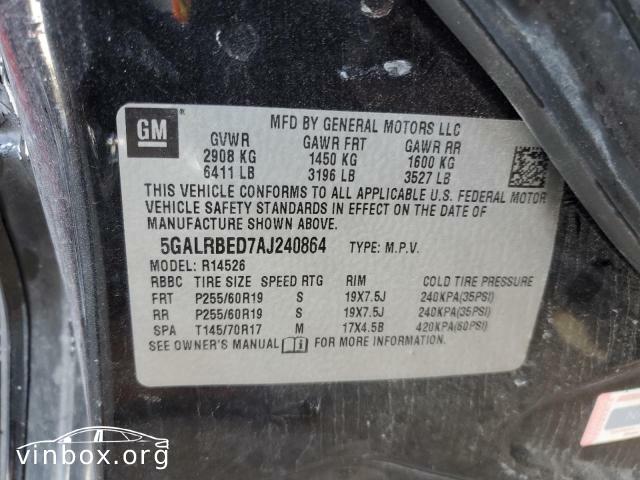 GM
MFD BY GENERAL MOTORS LLC
GVWR GAWR FRT GAWR RR
2908 KG 1450 KG 1600 KG
6411 LB 3196 LB 3527 LB
THIS VEHICLE CONFORMS TO ALL APPLICABLE U.S. FEDERAL MOTOR
VEHICLE SAFETY STANDARDS IN EFFECT ON THE DATE OF
MANUFACTURE SHOWN ABOVE.
5GALRBED7AJ240864 TYPE: M.P.V.
MODEL: R14526
RBBC TIRE SIZE SPEED RTG RIM COLD TIRE PRESSURE
FRT P255/60R19 S 19X7.5J 240KPA(35PSI)
RR P255/60R19 S 19X7.5J 240KPA(35PSI)
SPA T145/70R17 M 17X4.5B 420KPA(60PSI)
SEE OWNER'S MANUAL FOR MORE INFORMATION.
vinbox.org